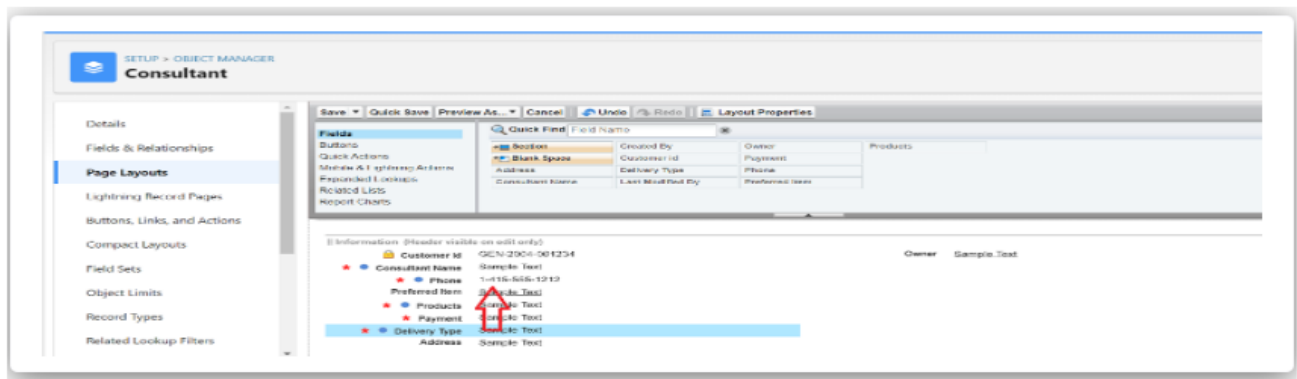 SETUP > OBJECT MANAGER
Consultant
Details
Fields & Relationships
Page Layouts
Lightning Record Pages
Buttons, Links, and Actions
Compact Layouts
Field Sets
Object Limits
Record Types
Related Lookup Filters
Save Quick Save Preview As... Cancel Undo Redo Layout Properties
Fields
Buttons
Quick Actions
Mobile & Lightning Actions
Expanded Lookups
Related Lists
Report Charts
Quick Find Field Name
Section Created By Owner Products
Blank Space Customer Id Payment
Address Delivery Type Phone
Consultant Name Last Modified By Preferred Item
Information (Header visible on edit only)
Customer Id GEN-2004-001234 Owner Sample Text
* Consultant Name Sample Text
* Phone 1-415-555-1212
Preferred Item Sample Text
* Products Sample Text
* Payment Sample Text
* Delivery Type Sample Text
Address Sample Text